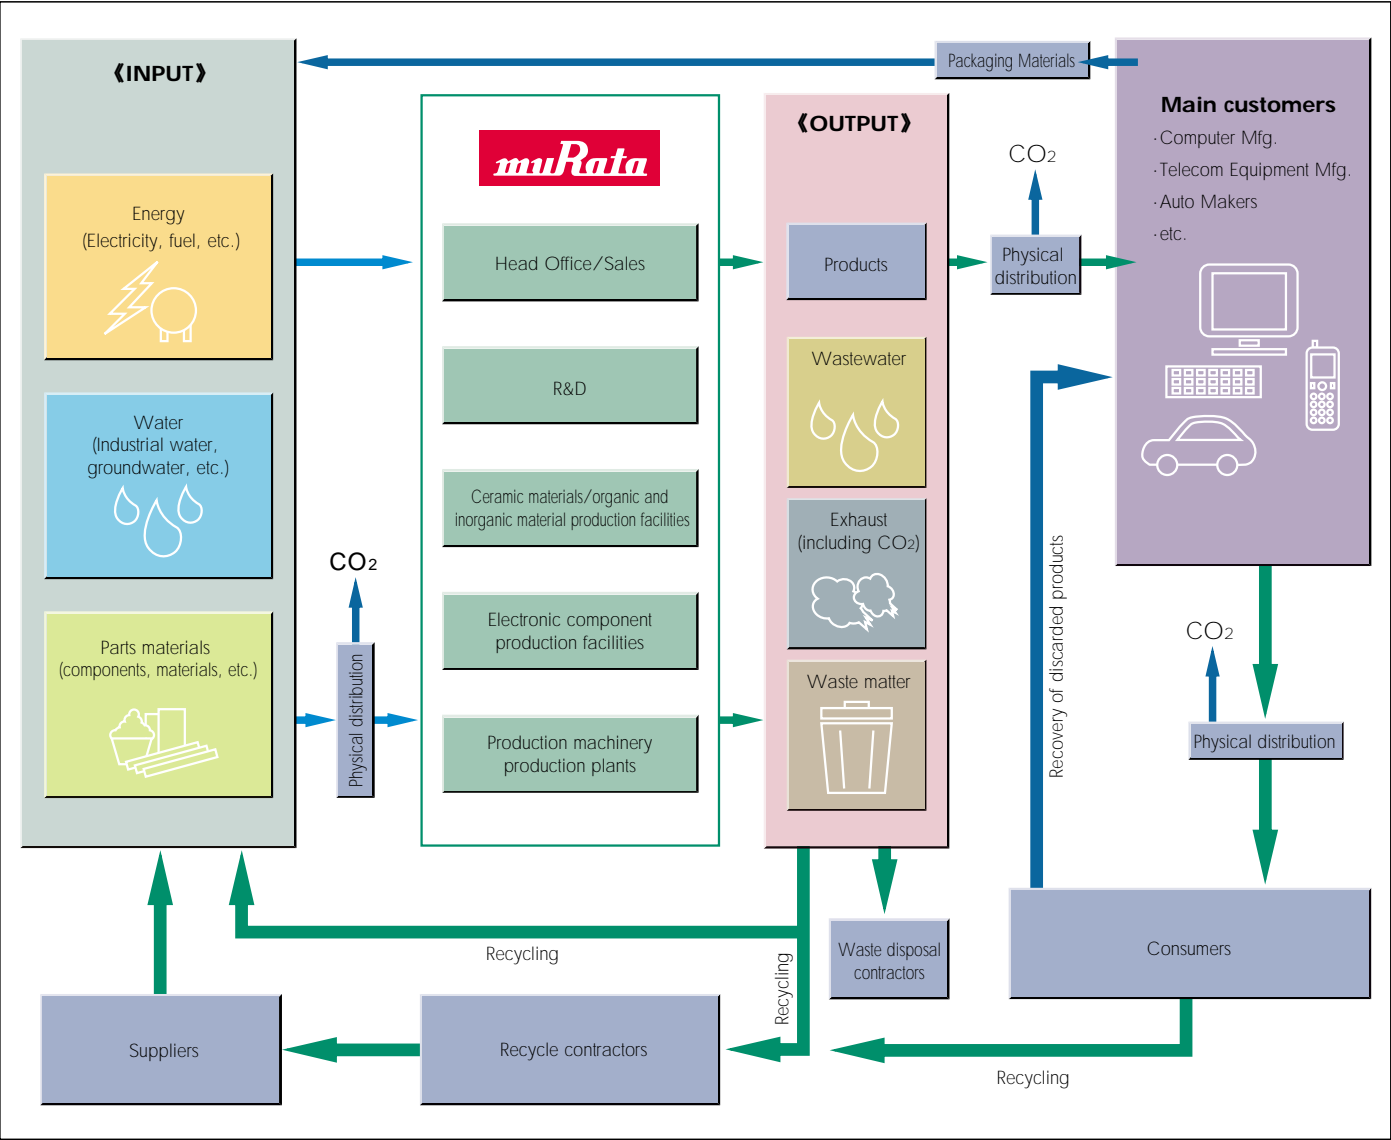 《INPUT》
Energy
(Electricity, fuel, etc.)
Water
(Industrial water,
groundwater, etc.)
Parts materials
(components, materials, etc.)
CO2
Physical distribution
muRata
Head Office/Sales
R&D
Ceramic materials/organic and
inorganic material production facilities
Electronic component
production facilities
Production machinery
production plants
《OUTPUT》
Products
Wastewater
Exhaust
(including CO2)
Waste matter
Packaging Materials
CO2
Physical
distribution
Main customers
·Computer Mfg.
·Telecom Equipment Mfg.
·Auto Makers
·etc.
Recovery of discarded products
CO2
Physical distribution
Consumers
Waste disposal
contractors
Recycling
Recycling
Recycling
Recycle contractors
Suppliers